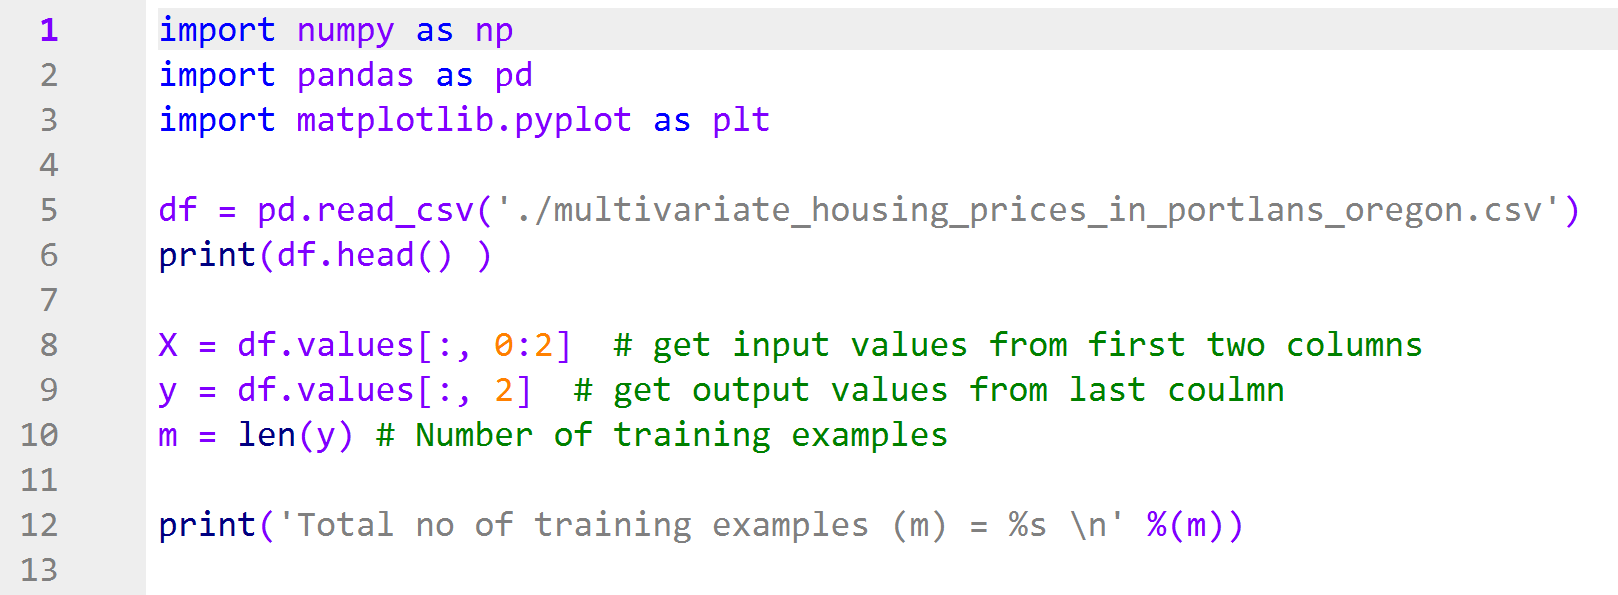 1 import numpy as np
2 import pandas as pd
3 import matplotlib.pyplot as plt
4
5 df = pd.read_csv('./multivariate_housing_prices_in_portlans_oregon.csv')
6 print(df.head() )
7
8 X = df.values[:, 0:2]  # get input values from first two columns
9 y = df.values[:, 2]  # get output values from last coulmn
10 m = len(y) # Number of training examples
11
12 print('Total no of training examples (m) = %s \n' %(m))
13